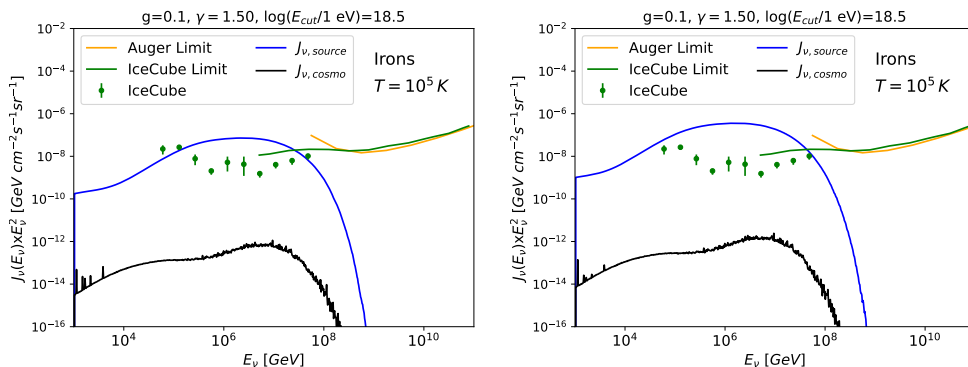 g=0.1, γ = 1.50, log(E_cut/1 eV)=18.5
Auger Limit
IceCube Limit
IceCube
J_ν,source
J_ν,cosmo
Irons
T = 10^5 K
10^-2
10^-4
10^-6
10^-8
10^-10
10^-12
10^-14
10^-16
J_ν(E_ν)xE_ν^2 [GeV cm^-2 s^-1 sr^-1]
10^4 10^6 10^8 10^10
E_ν [GeV]
g=0.1, γ = 1.50, log(E_cut/1 eV)=18.5
Auger Limit
IceCube Limit
IceCube
J_ν,source
J_ν,cosmo
Irons
T = 10^5 K
10^-2
10^-4
10^-6
10^-8
10^-10
10^-12
10^-14
10^-16
J_ν(E_ν)xE_ν^2 [GeV cm^-2 s^-1 sr^-1]
10^4 10^6 10^8 10^10
E_ν [GeV]